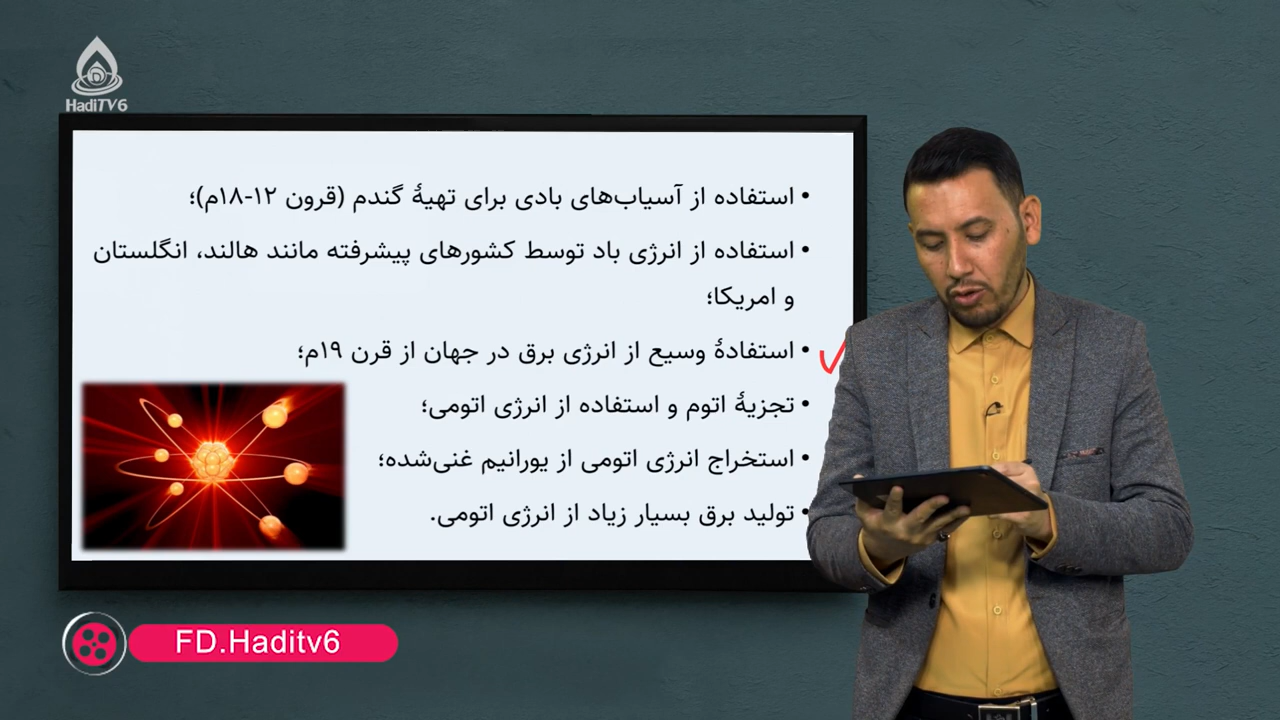 HadiTV6
• استفاده از آسیاب‌های بادی برای تهیهٔ گندم (قرون ۱۲-۱۸م)؛
• استفاده از انرژی باد توسط کشورهای پیشرفته مانند هالند، انگلستان
و امریکا؛
• استفادهٔ وسیع از انرژی برق در جهان از قرن ۱۹م؛
• تجزیهٔ اتوم و استفاده از انرژی اتومی؛
• استخراج انرژی اتومی از یورانیم غنی‌شده؛
• تولید برق بسیار زیاد از انرژی اتومی.
FD.Haditv6